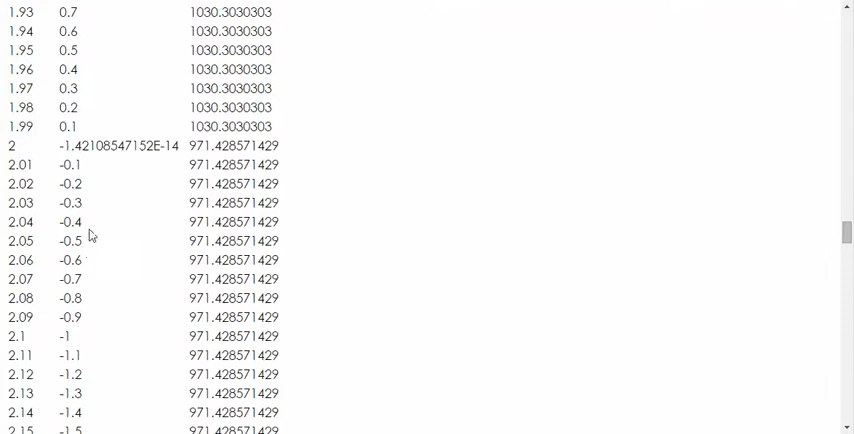 1.93 0.7 1030.3030303
1.94 0.6 1030.3030303
1.95 0.5 1030.3030303
1.96 0.4 1030.3030303
1.97 0.3 1030.3030303
1.98 0.2 1030.3030303
1.99 0.1 1030.3030303
2 -1.42108547152E-14 971.428571429
2.01 -0.1 971.428571429
2.02 -0.2 971.428571429
2.03 -0.3 971.428571429
2.04 -0.4 971.428571429
2.05 -0.5 971.428571429
2.06 -0.6 971.428571429
2.07 -0.7 971.428571429
2.08 -0.8 971.428571429
2.09 -0.9 971.428571429
2.1 -1 971.428571429
2.11 -1.1 971.428571429
2.12 -1.2 971.428571429
2.13 -1.3 971.428571429
2.14 -1.4 971.428571429
2.15 -1.5 971.428571429